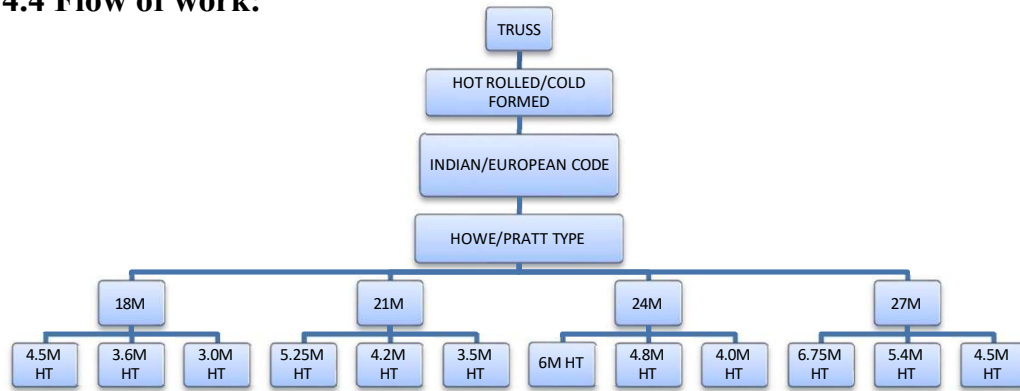 4.4 Flow of work:
TRUSS
HOT ROLLED/COLD
FORMED
INDIAN/EUROPEAN CODE
HOWE/PRATT TYPE
18M
21M
24M
27M
4.5M
HT
3.6M
HT
3.0M
HT
5.25M
HT
4.2M
HT
3.5M
HT
6M HT
4.8M
HT
4.0M
HT
6.75M
HT
5.4M
HT
4.5M
HT